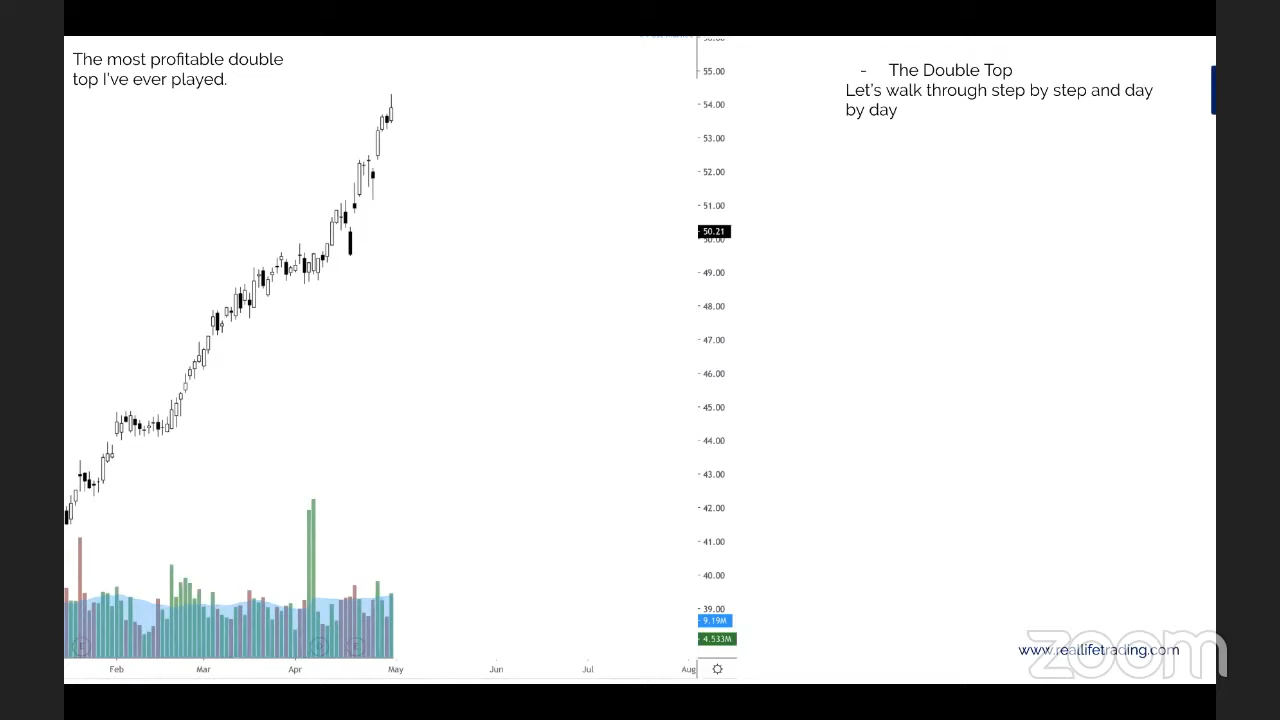 The most profitable double
top I've ever played.
- The Double Top
Let's walk through step by step and day
by day
55.00
54.00
53.00
52.00
51.00
50.21
50.00
49.00
48.00
47.00
46.00
45.00
44.00
43.00
42.00
41.00
40.00
39.00
9.19M
4.533M
Feb Mar Apr May Jun Jul Aug
www.reallifetrading.com
zoom